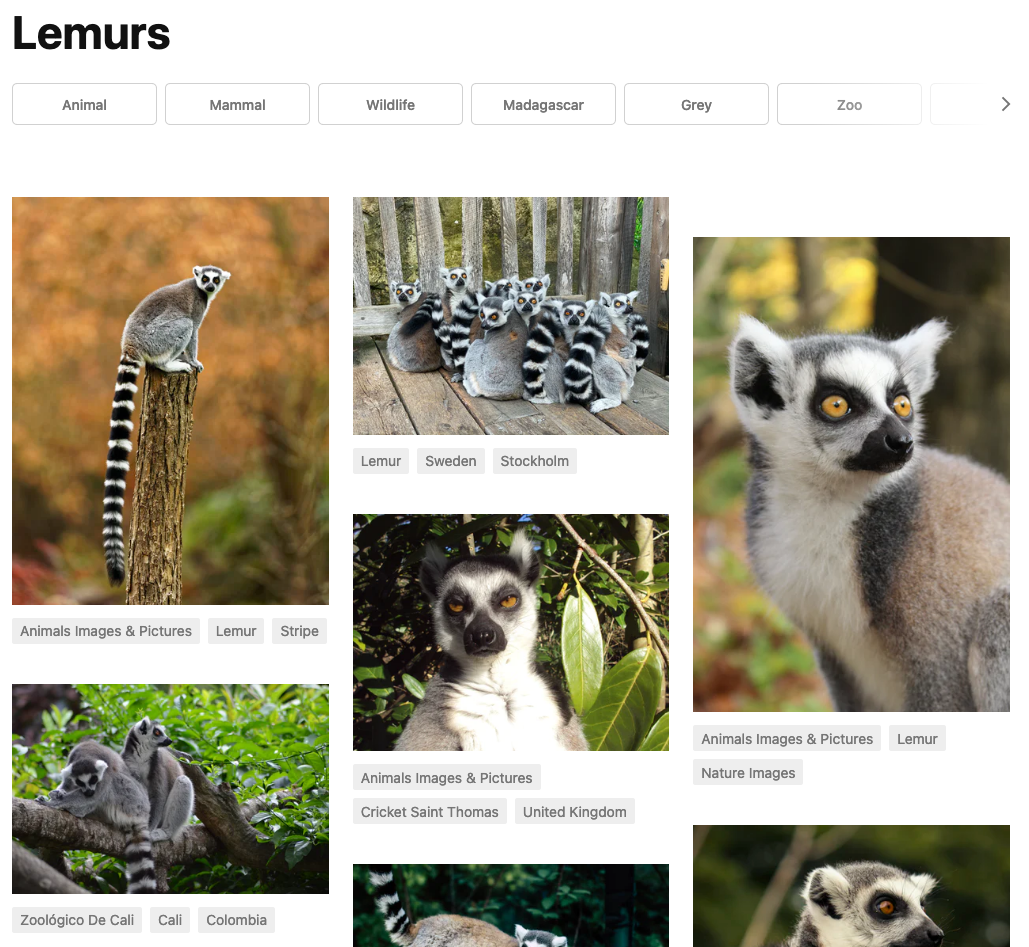 Lemurs
Animal Mammal Wildlife Madagascar Grey Zoo
Animals Images & Pictures Lemur Stripe
Zoológico De Cali Cali Colombia
Lemur Sweden Stockholm
Animals Images & Pictures
Cricket Saint Thomas United Kingdom
Animals Images & Pictures Lemur
Nature Images